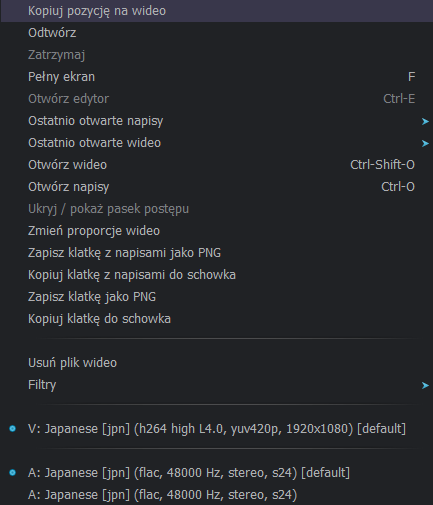 Kopiuj pozycję na wideo
Odtwórz
Zatrzymaj
Pełny ekran F
Otwórz edytor Ctrl-E
Ostatnio otwarte napisy
Ostatnio otwarte wideo
Otwórz wideo Ctrl-Shift-O
Otwórz napisy Ctrl-O
Ukryj / pokaż pasek postępu
Zmień proporcje wideo
Zapisz klatkę z napisami jako PNG
Kopiuj klatkę z napisami do schowka
Zapisz klatkę jako PNG
Kopiuj klatkę do schowka
Usuń plik wideo
Filtry
V: Japanese [jpn] (h264 high L4.0, yuv420p, 1920x1080) [default]
A: Japanese [jpn] (flac, 48000 Hz, stereo, s24) [default]
A: Japanese [jpn] (flac, 48000 Hz, stereo, s24)